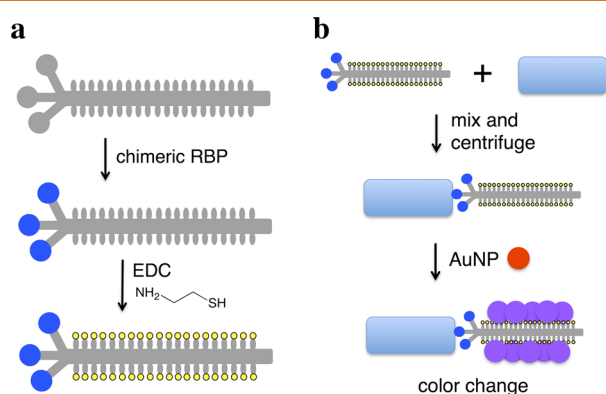 a
chimeric RBP
EDC
NH2
SH
b
+
mix and
centrifuge
AuNP
color change